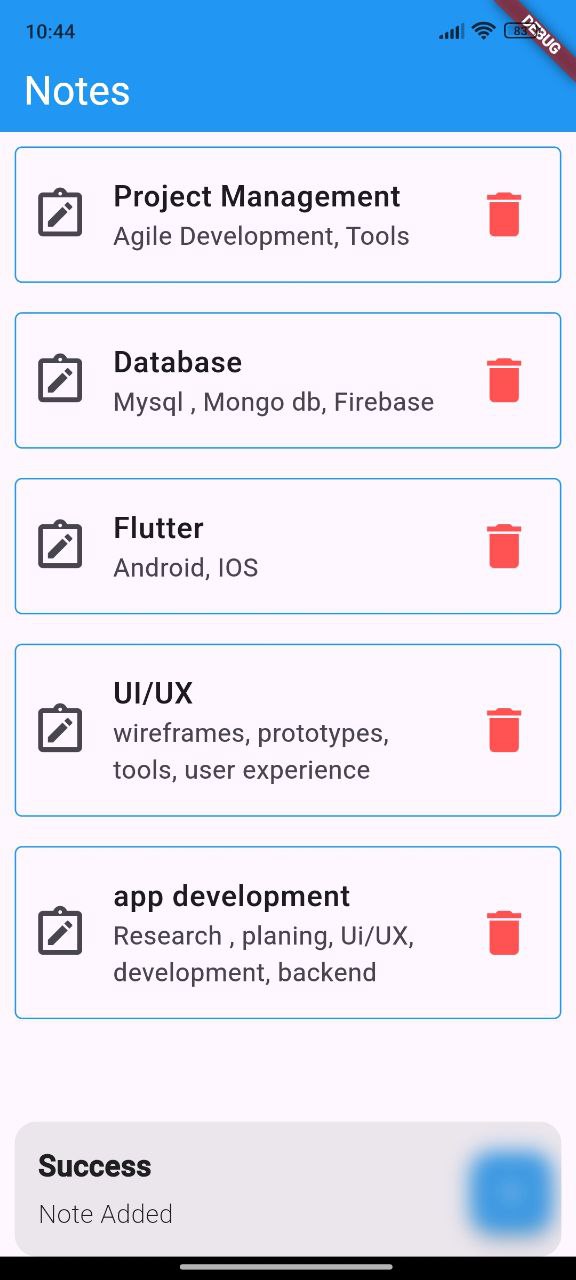 10:44
83
DEBUG
Notes
Project Management
Agile Development, Tools
Database
Mysql , Mongo db, Firebase
Flutter
Android, IOS
UI/UX
wireframes, prototypes,
tools, user experience
app development
Research , planing, Ui/UX,
development, backend
Success
Note Added